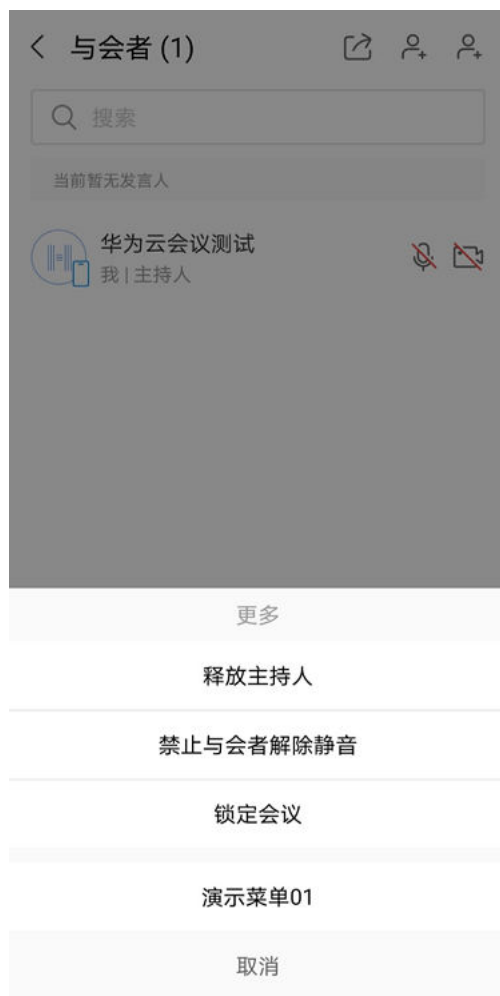 与会者 (1)
搜索
当前暂无发言人
华为云会议测试
我 | 主持人
更多
释放主持人
禁止与会者解除静音
锁定会议
演示菜单01
取消